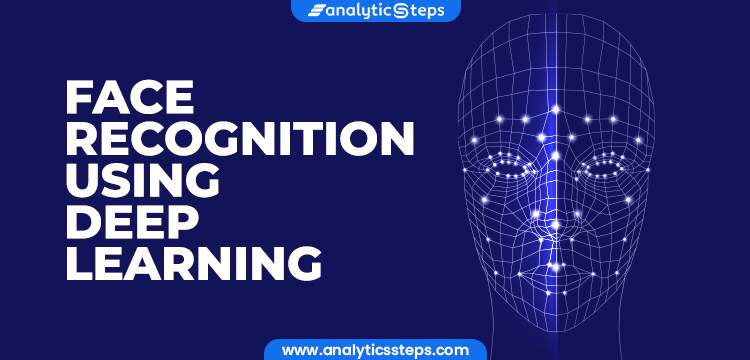 analyticSteps
FACE
RECOGNITION
USING
DEEP
LEARNING
www.analyticssteps.com